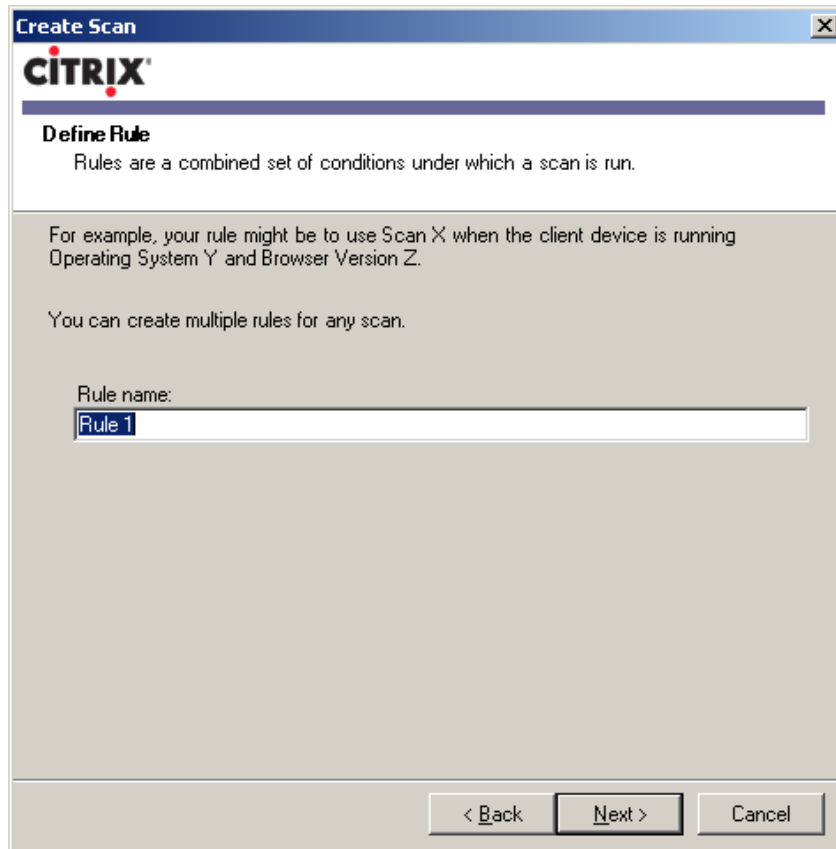 Create Scan
CİTRIX®
Define Rule
Rules are a combined set of conditions under which a scan is run.
For example, your rule might be to use Scan X when the client device is running
Operating System Y and Browser Version Z.
You can create multiple rules for any scan.
Rule name:
Rule 1
< Back
Next >
Cancel